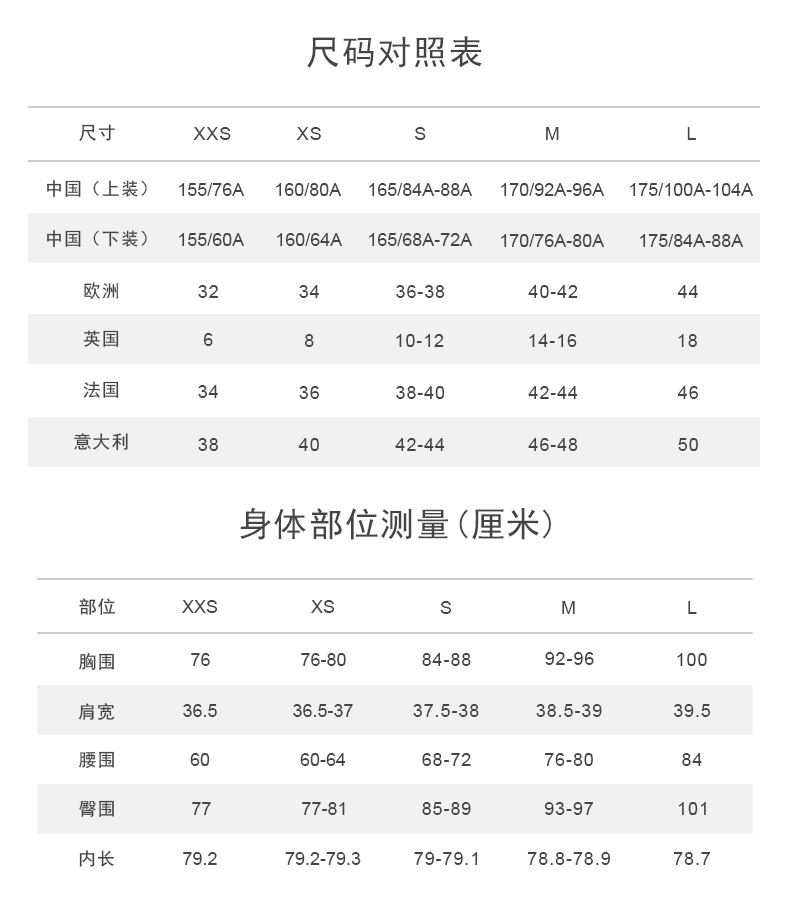 尺码对照表
尺寸 XXS XS S M L
中国（上装） 155/76A 160/80A 165/84A-88A 170/92A-96A 175/100A-104A
中国（下装） 155/60A 160/64A 165/68A-72A 170/76A-80A 175/84A-88A
欧洲 32 34 36-38 40-42 44
英国 6 8 10-12 14-16 18
法国 34 36 38-40 42-44 46
意大利 38 40 42-44 46-48 50
身体部位测量(厘米)
部位 XXS XS S M L
胸围 76 76-80 84-88 92-96 100
肩宽 36.5 36.5-37 37.5-38 38.5-39 39.5
腰围 60 60-64 68-72 76-80 84
臀围 77 77-81 85-89 93-97 101
内长 79.2 79.2-79.3 79-79.1 78.8-78.9 78.7